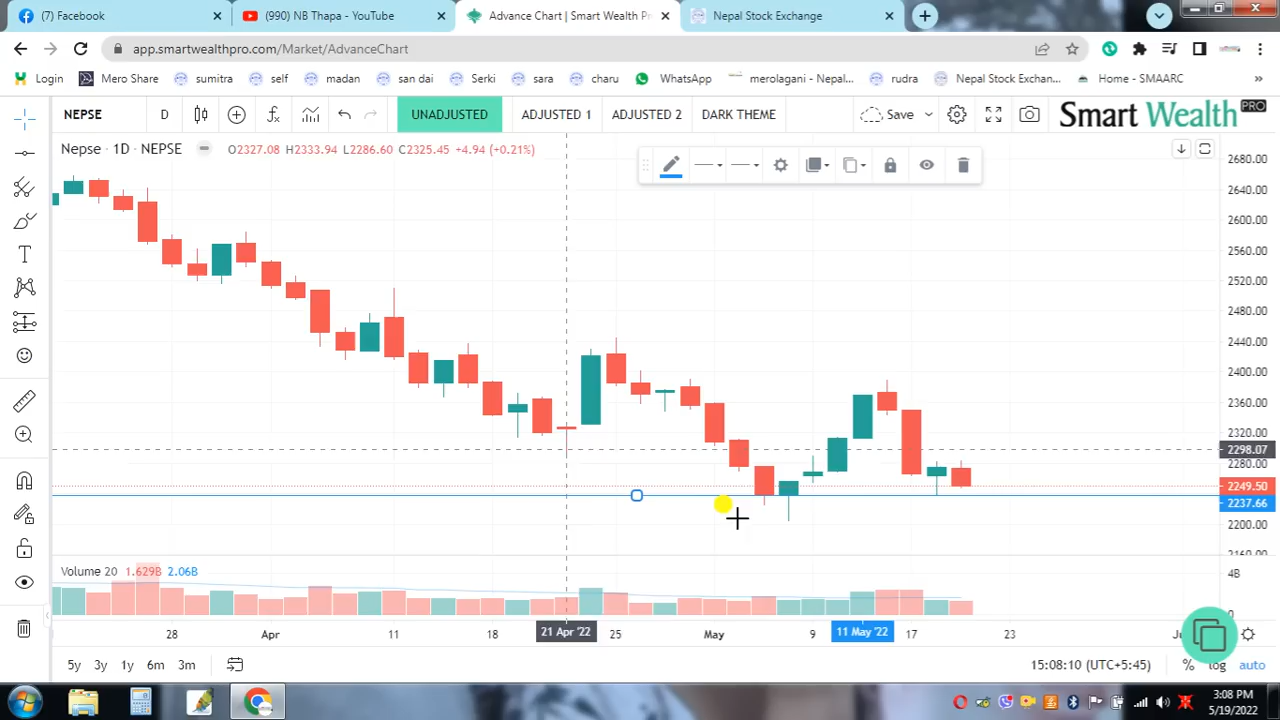 (7) Facebook
(990) NB Thapa - YouTube
Advance Chart | Smart Wealth Pr
Nepal Stock Exchange
app.smartwealthpro.com/Market/AdvanceChart
Login
Mero Share
sumitra
self
madan
san dai
Serki
sara
charu
WhatsApp
merolagani - Nepal...
rudra
Nepal Stock Exchan...
Home - SMAARC
»
NEPSE
D
UNADJUSTED
ADJUSTED 1
ADJUSTED 2
DARK THEME
Save
Smart Wealth PRO
Nepse · 1D · NEPSE
O2327.08 H2333.94 L2286.60 C2325.45 +4.94 (+0.21%)
2680.00
2640.00
2600.00
2560.00
2520.00
2480.00
2440.00
2400.00
2360.00
2320.00
2298.07
2280.00
2249.50
2237.66
2200.00
2160.00
Volume 20 1.629B 2.06B
4B
0
28
Apr
11
18
21 Apr '22
25
May
9
11 May '22
17
23
5y
3y
1y
6m
3m
15:08:10 (UTC+5:45)
%
log
auto
3:08 PM
5/19/2022